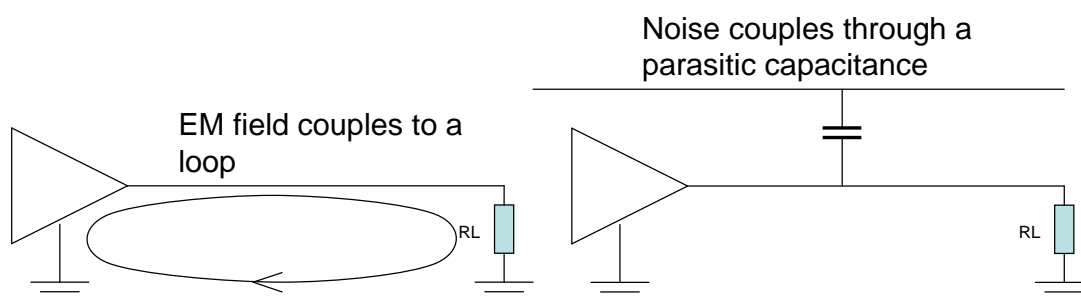 Noise couples through a
parasitic capacitance
EM field couples to a
loop
RL
RL